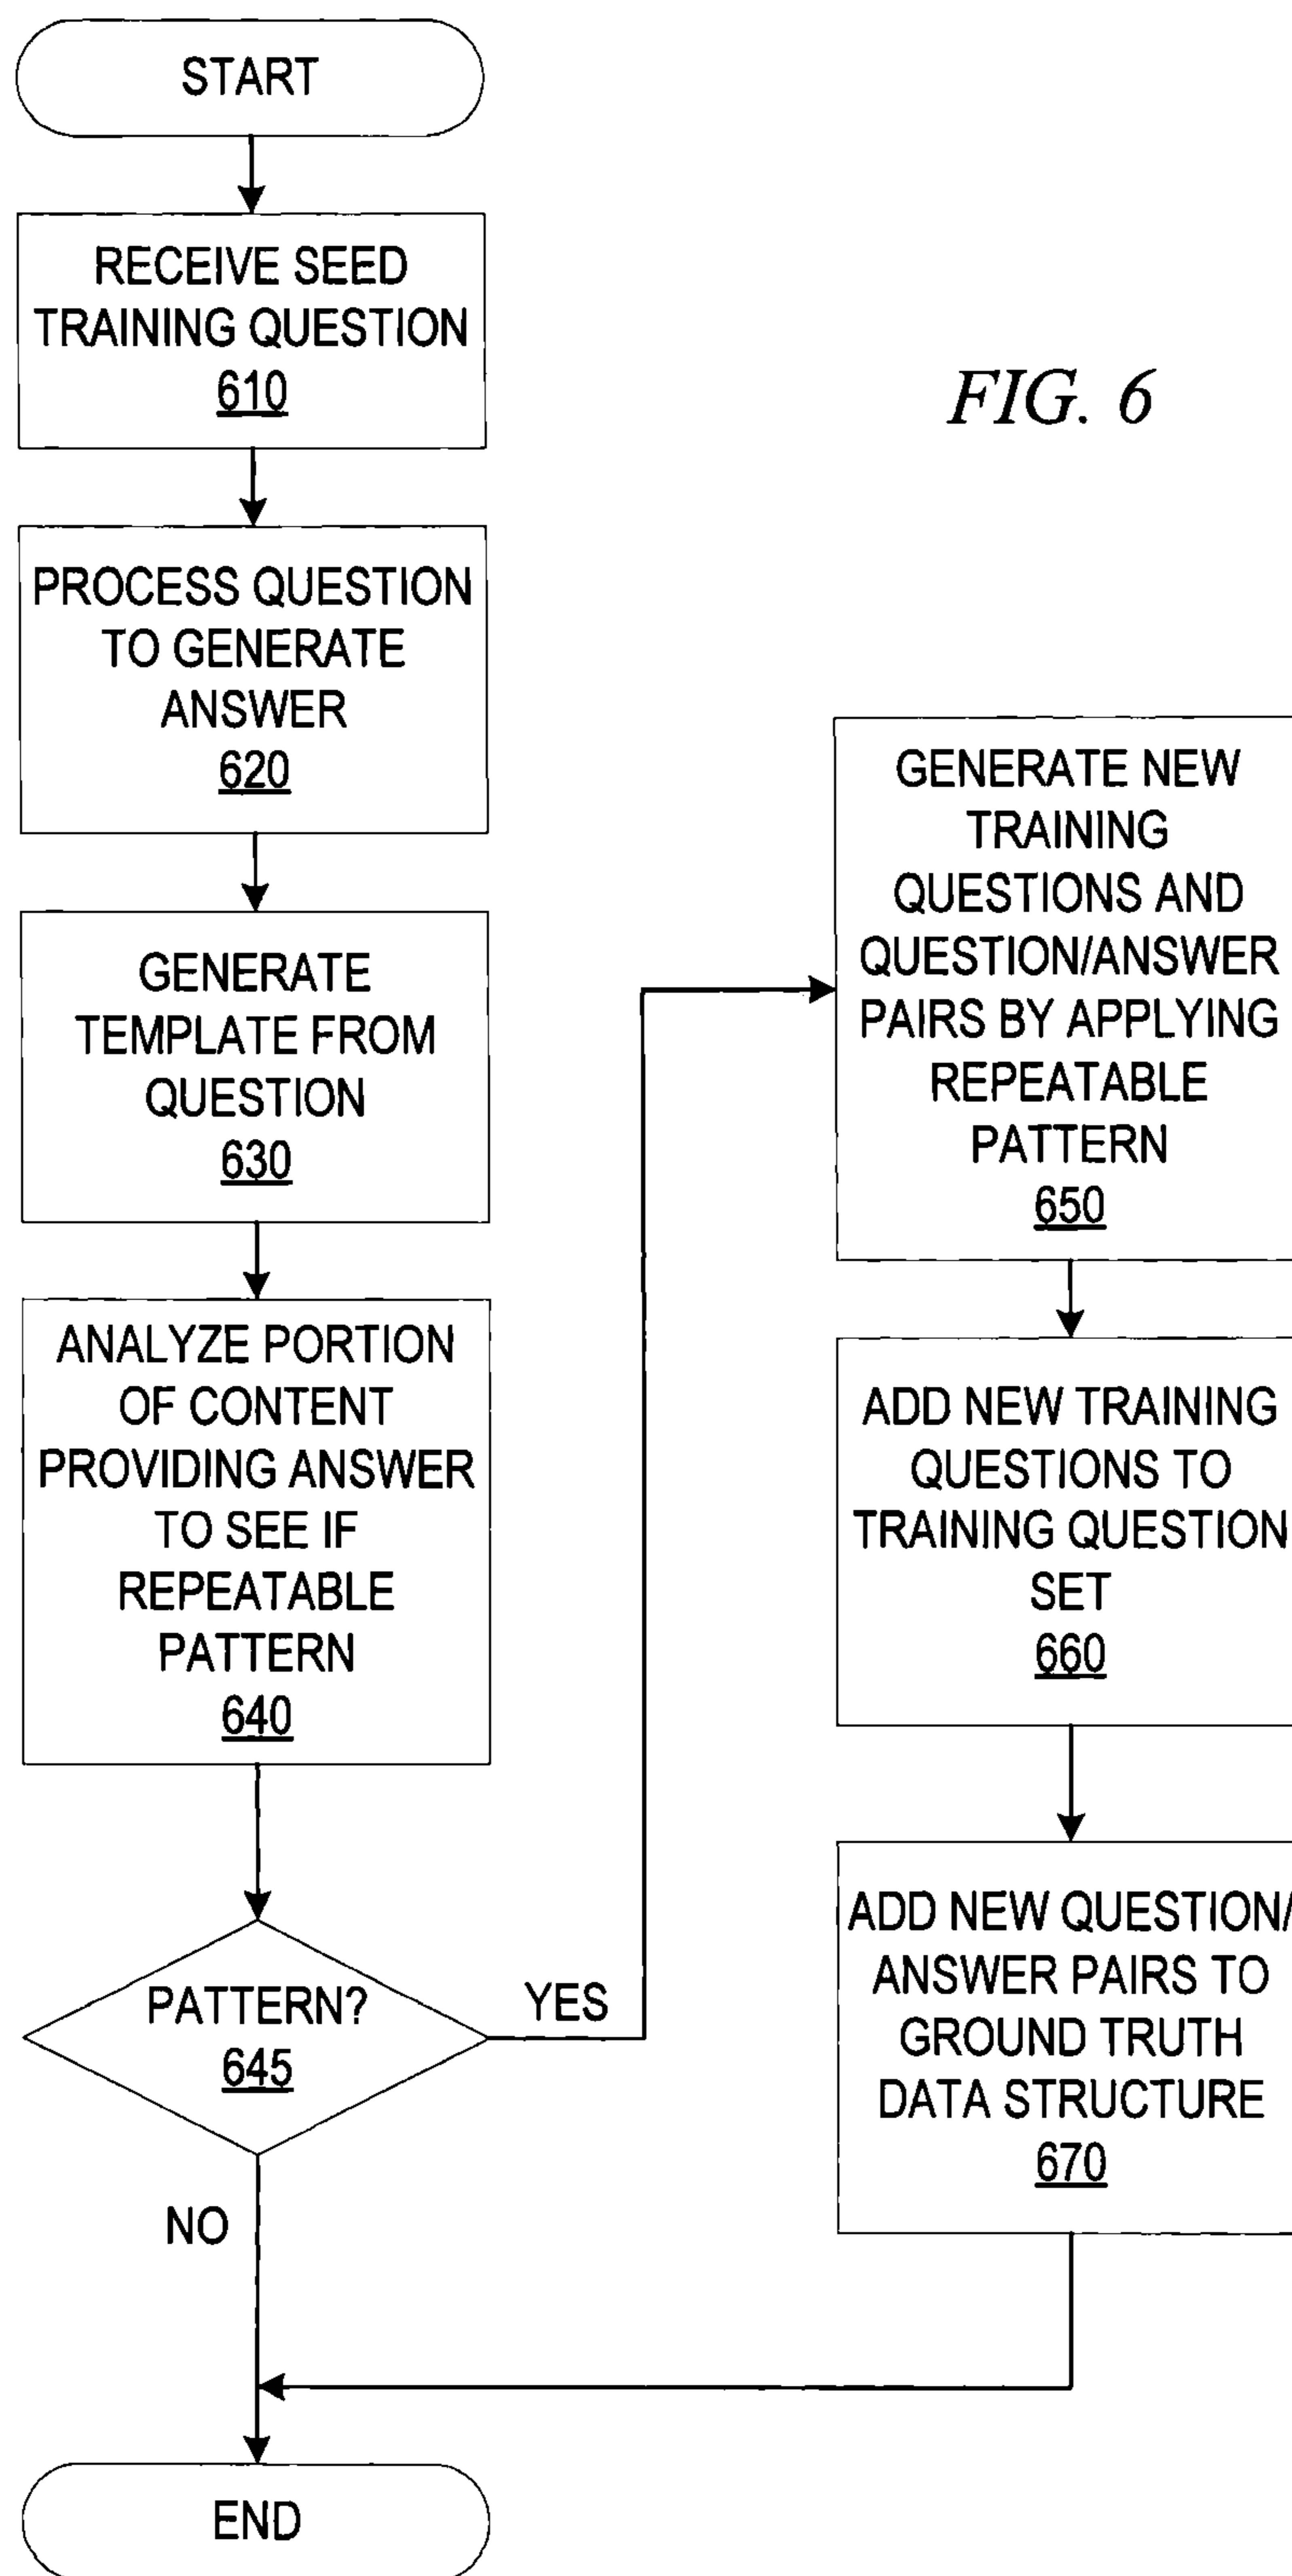 START
RECEIVE SEED
TRAINING QUESTION
610
PROCESS QUESTION
TO GENERATE
ANSWER
620
GENERATE
TEMPLATE FROM
QUESTION
630
ANALYZE PORTION
OF CONTENT
PROVIDING ANSWER
TO SEE IF
REPEATABLE
PATTERN
640
PATTERN?
645
YES
NO
END
FIG. 6
GENERATE NEW
TRAINING
QUESTIONS AND
QUESTION/ANSWER
PAIRS BY APPLYING
REPEATABLE
PATTERN
650
ADD NEW TRAINING
QUESTIONS TO
TRAINING QUESTION
SET
660
ADD NEW QUESTION/
ANSWER PAIRS TO
GROUND TRUTH
DATA STRUCTURE
670